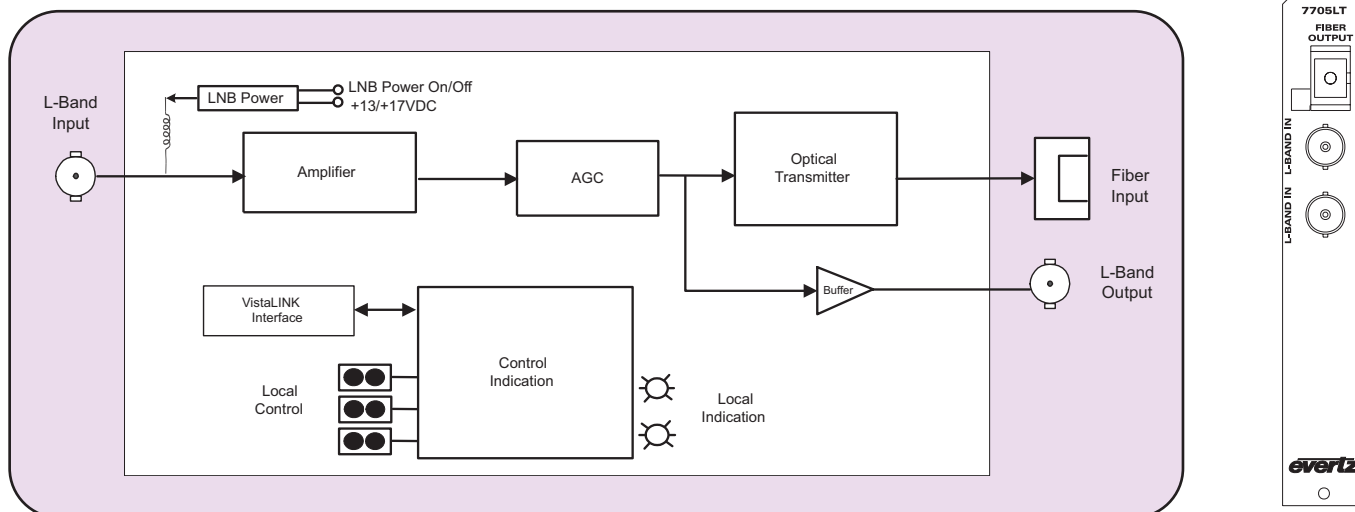 L-Band
Input
LNB Power
LNB Power On/Off
+13/+17VDC
Amplifier
AGC
Optical
Transmitter
Fiber
Input
Buffer
L-Band
Output
VistaLINK
Interface
Control
Indication
Local
Control
Local
Indication
7705LT
FIBER
OUTPUT
L-BAND IN
L-BAND IN
evertz